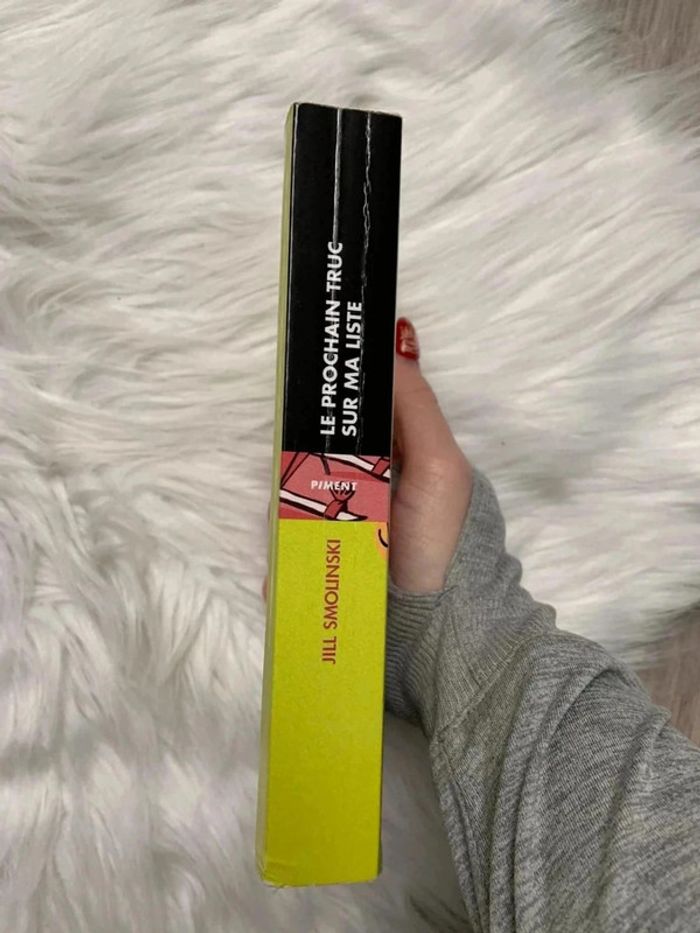 LE PROCHAIN TRUC
SUR MA LISTE
PIMENT
JILL SMOLINSKI